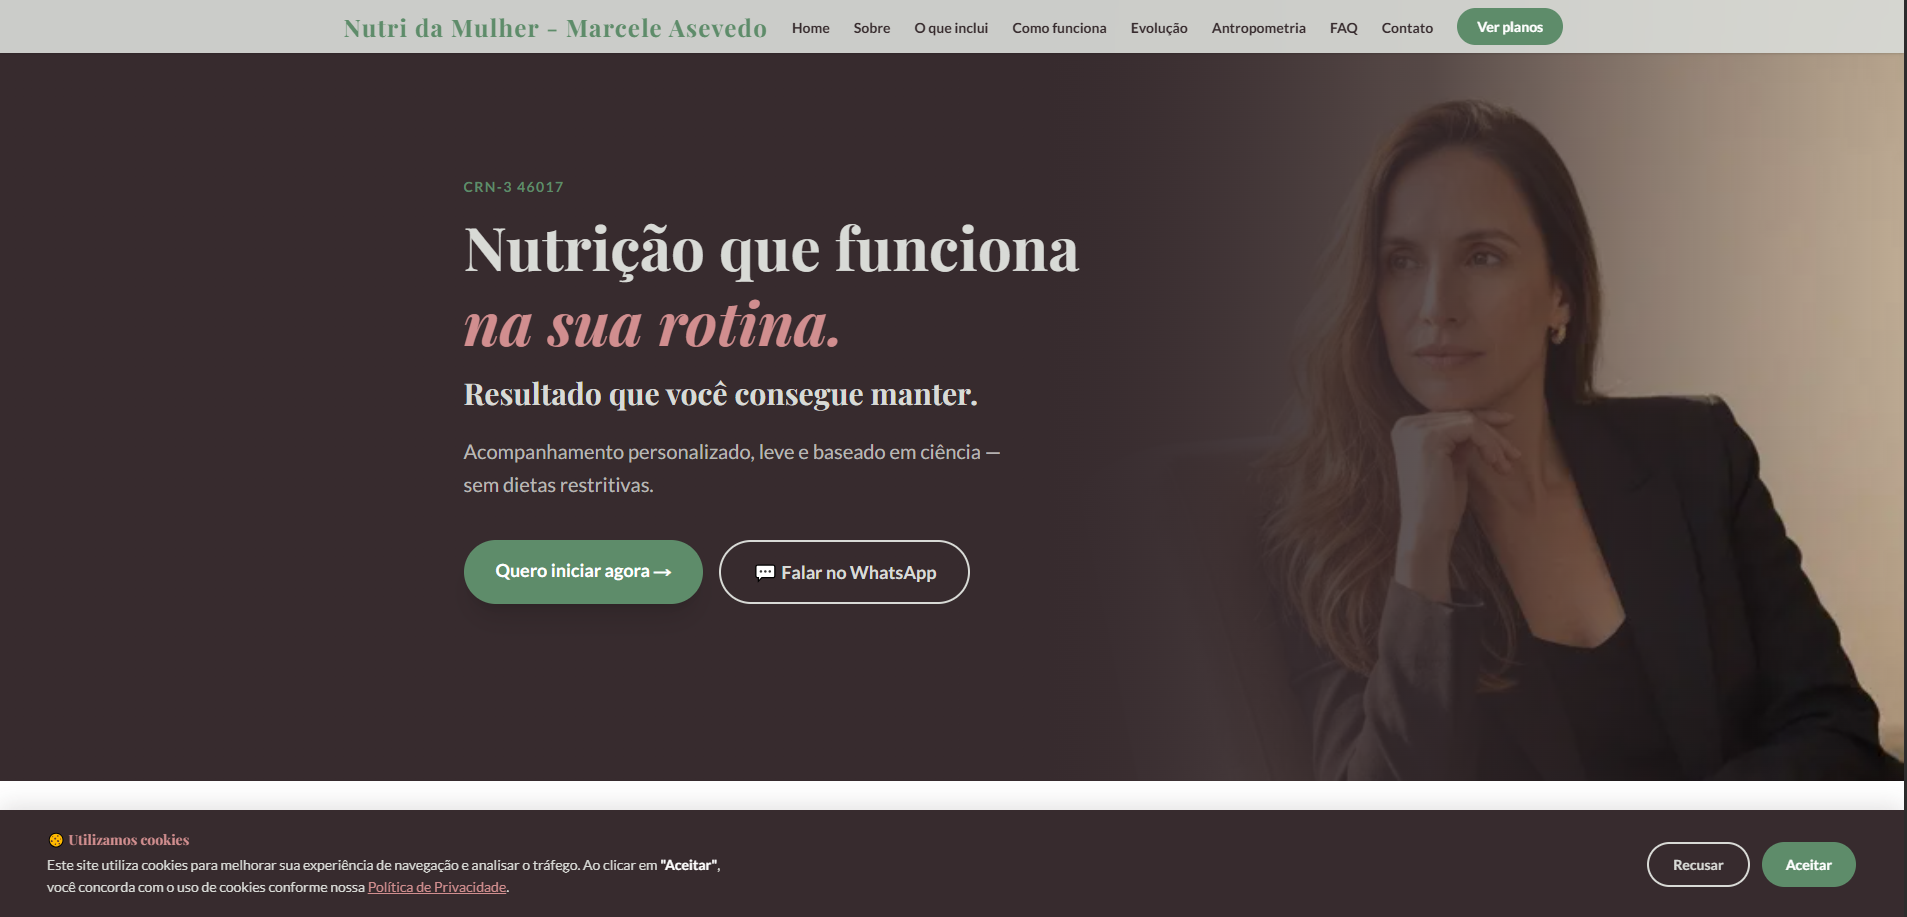 Nutri da Mulher - Marcele Asevedo
Home
Sobre
O que inclui
Como funciona
Evolução
Antropometria
FAQ
Contato
Ver planos
CRN-3 46017
Nutrição que funciona
na sua rotina.
Resultado que você consegue manter.
Acompanhamento personalizado, leve e baseado em ciência —
sem dietas restritivas.
Quero iniciar agora →
Falar no WhatsApp
Utilizamos cookies
Este site utiliza cookies para melhorar sua experiência de navegação e analisar o tráfego. Ao clicar em "Aceitar",
você concorda com o uso de cookies conforme nossa Política de Privacidade.
Recusar
Aceitar